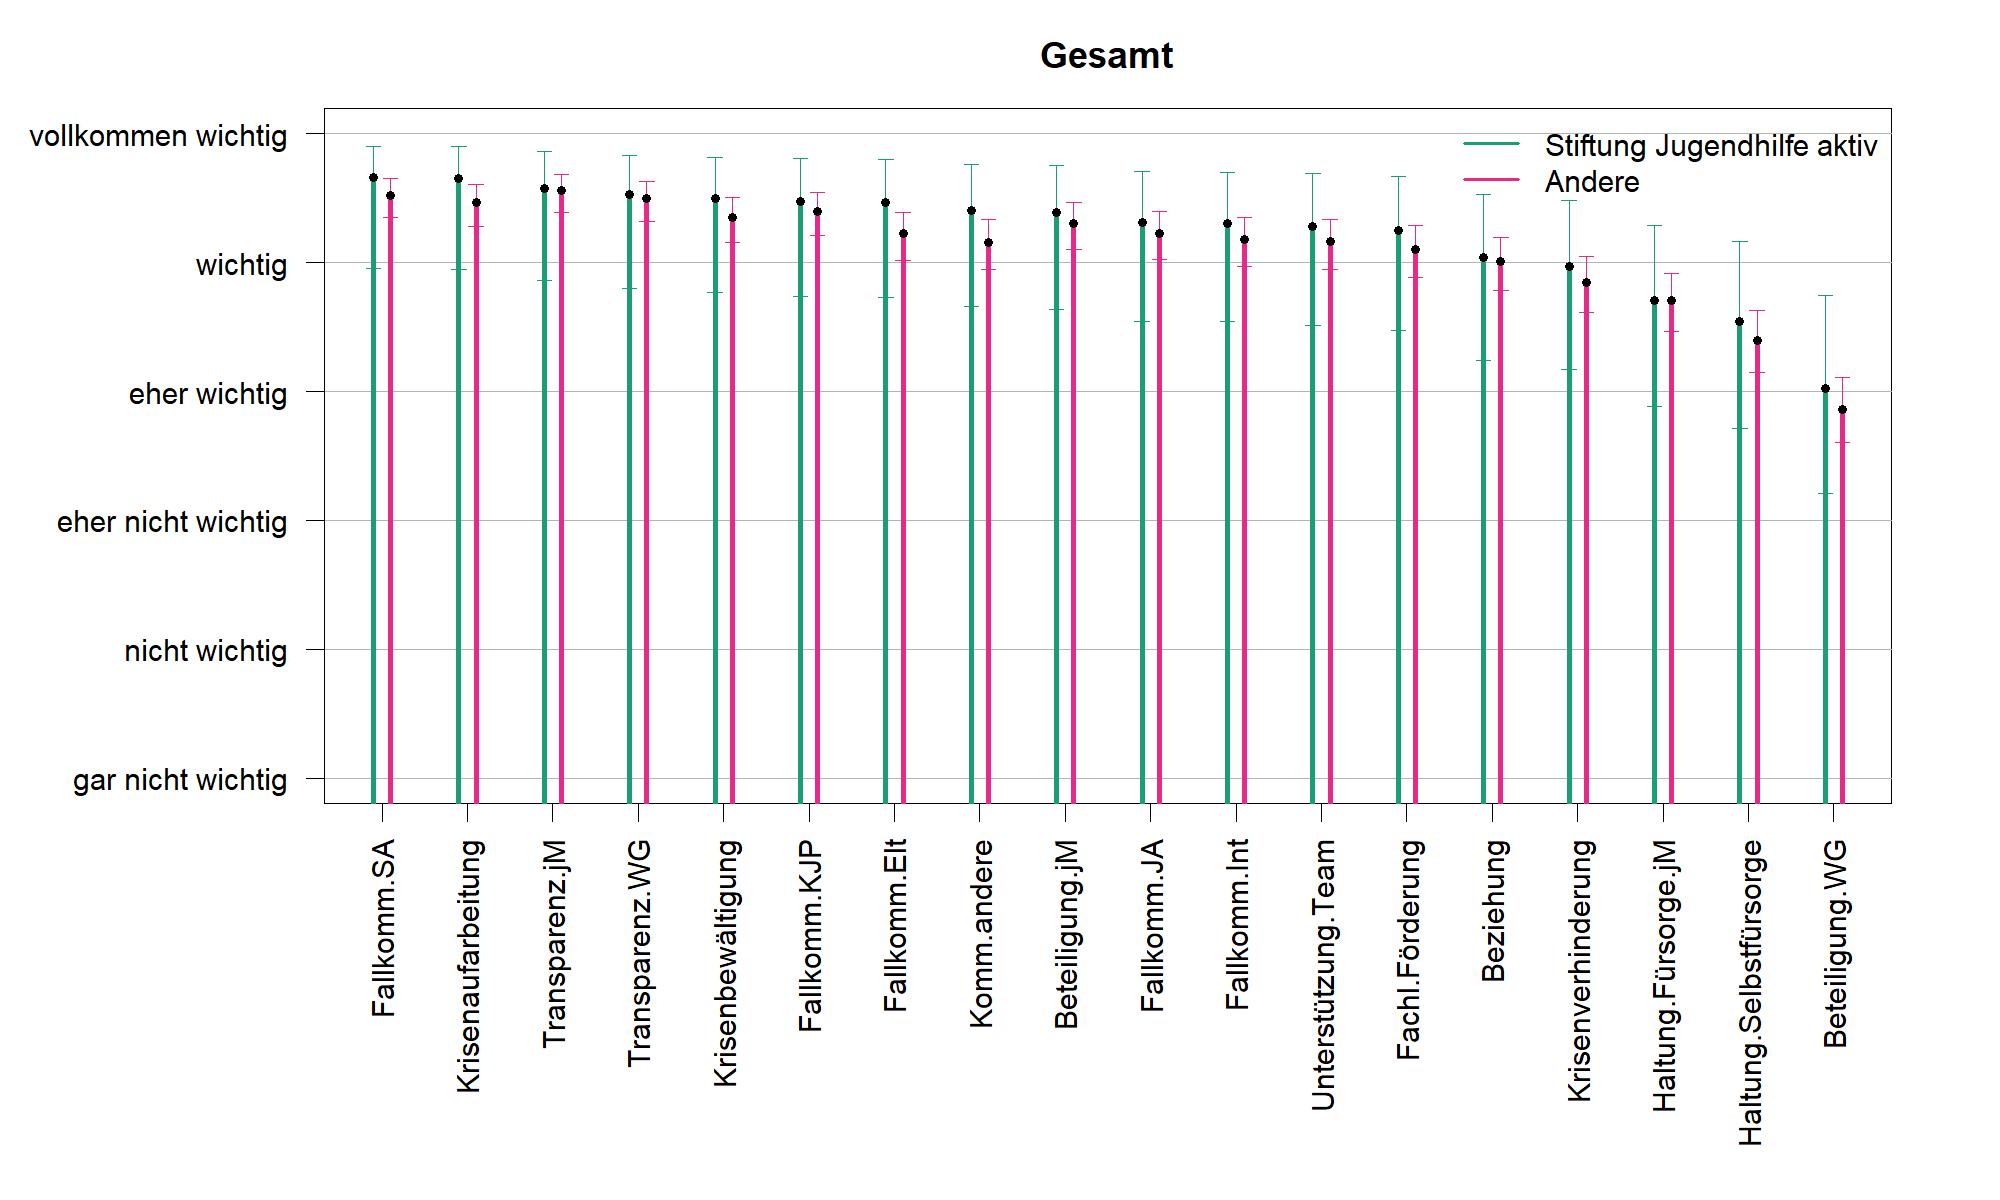 Gesamt
vollkommen wichtig
wichtig
eher wichtig
eher nicht wichtig
nicht wichtig
gar nicht wichtig
Stiftung Jugendhilfe aktiv
Andere
Fallkomm.SA
Krisenaufarbeitung
Transparenz.jM
Transparenz.WG
Krisenbewältigung
Fallkomm.KJP
Fallkomm.Elt
Komm.andere
Beteiligung.jM
Fallkomm.JA
Fallkomm.Int
Unterstützung.Team
Fachl.Förderung
Beziehung
Krisenverhinderung
Haltung.Fürsorge.jM
Haltung.Selbstfürsorge
Beteiligung.WG